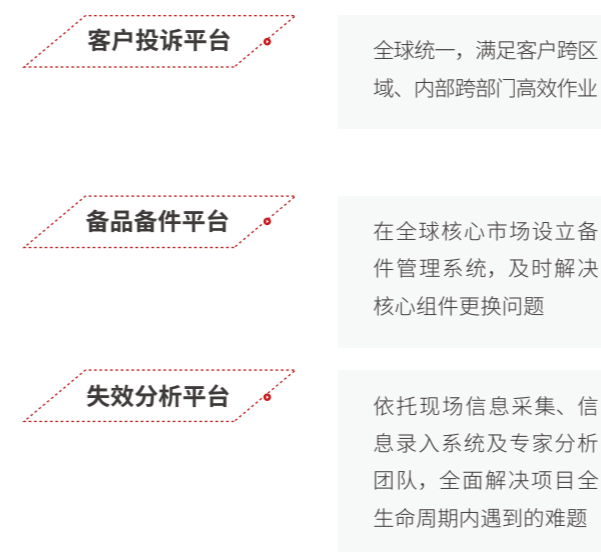 客户投诉平台
全球统一，满足客户跨区
域、内部跨部门高效作业
备品备件平台
在全球核心市场设立备
件管理系统，及时解决
核心组件更换问题
失效分析平台
依托现场信息采集、信
息录入系统及专家分析
团队，全面解决项目全
生命周期内遇到的难题